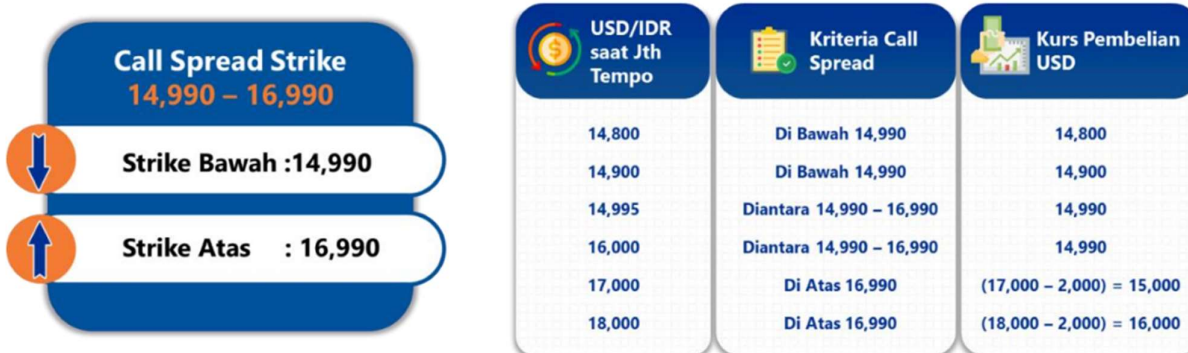 Call Spread Strike
14,990 – 16,990
Strike Bawah :14,990
Strike Atas : 16,990
USD/IDR
saat Jth
Tempo
Kriteria Call
Spread
Kurs Pembelian
USD
14,800 Di Bawah 14,990 14,800
14,900 Di Bawah 14,990 14,900
14,995 Diantara 14,990 – 16,990 14,990
16,000 Diantara 14,990 – 16,990 14,990
17,000 Di Atas 16,990 (17,000 – 2,000) = 15,000
18,000 Di Atas 16,990 (18,000 – 2,000) = 16,000